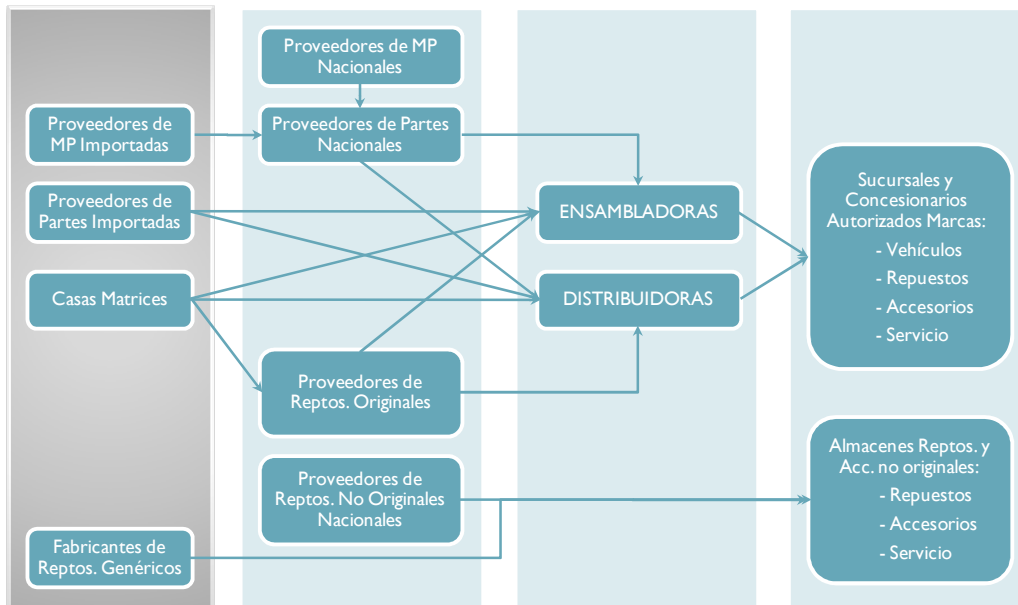 Proveedores de
MP Importadas
Proveedores de
Partes Importadas
Casas Matrices
Fabricantes de
Reptos. Genéricos
Proveedores de MP
Nacionales
Proveedores de Partes
Nacionales
Proveedores de
Reptos. Originales
Proveedores de
Reptos. No Originales
Nacionales
ENSAMBLADORAS
DISTRIBUIDORAS
Sucursales y
Concesionarios
Autorizados Marcas:
- Vehículos
- Repuestos
- Accesorios
- Servicio
Almacenes Reptos. y
Acc. no originales:
- Repuestos
- Accesorios
- Servicio